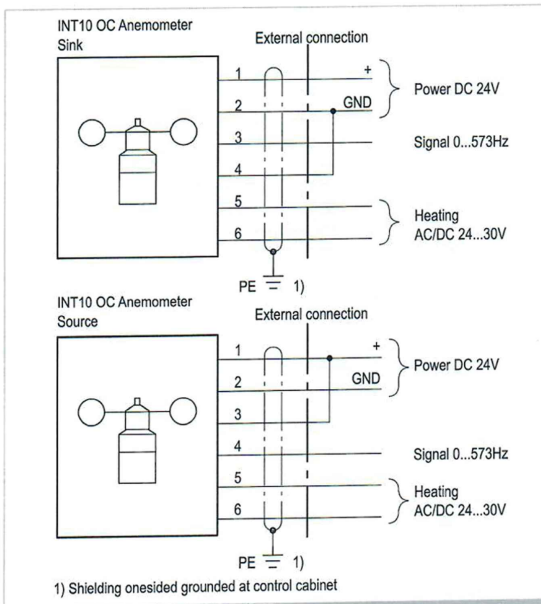 INT10 OC Anemometer
Sink
External connection
1
+
Power DC 24V
2
GND
3
Signal 0...573Hz
4
5
Heating
AC/DC 24...30V
6
PE
1)
INT10 OC Anemometer
Source
External connection
1
+
Power DC 24V
2
GND
3
4
Signal 0...573Hz
5
Heating
AC/DC 24...30V
6
PE
1)
1) Shielding onesided grounded at control cabinet